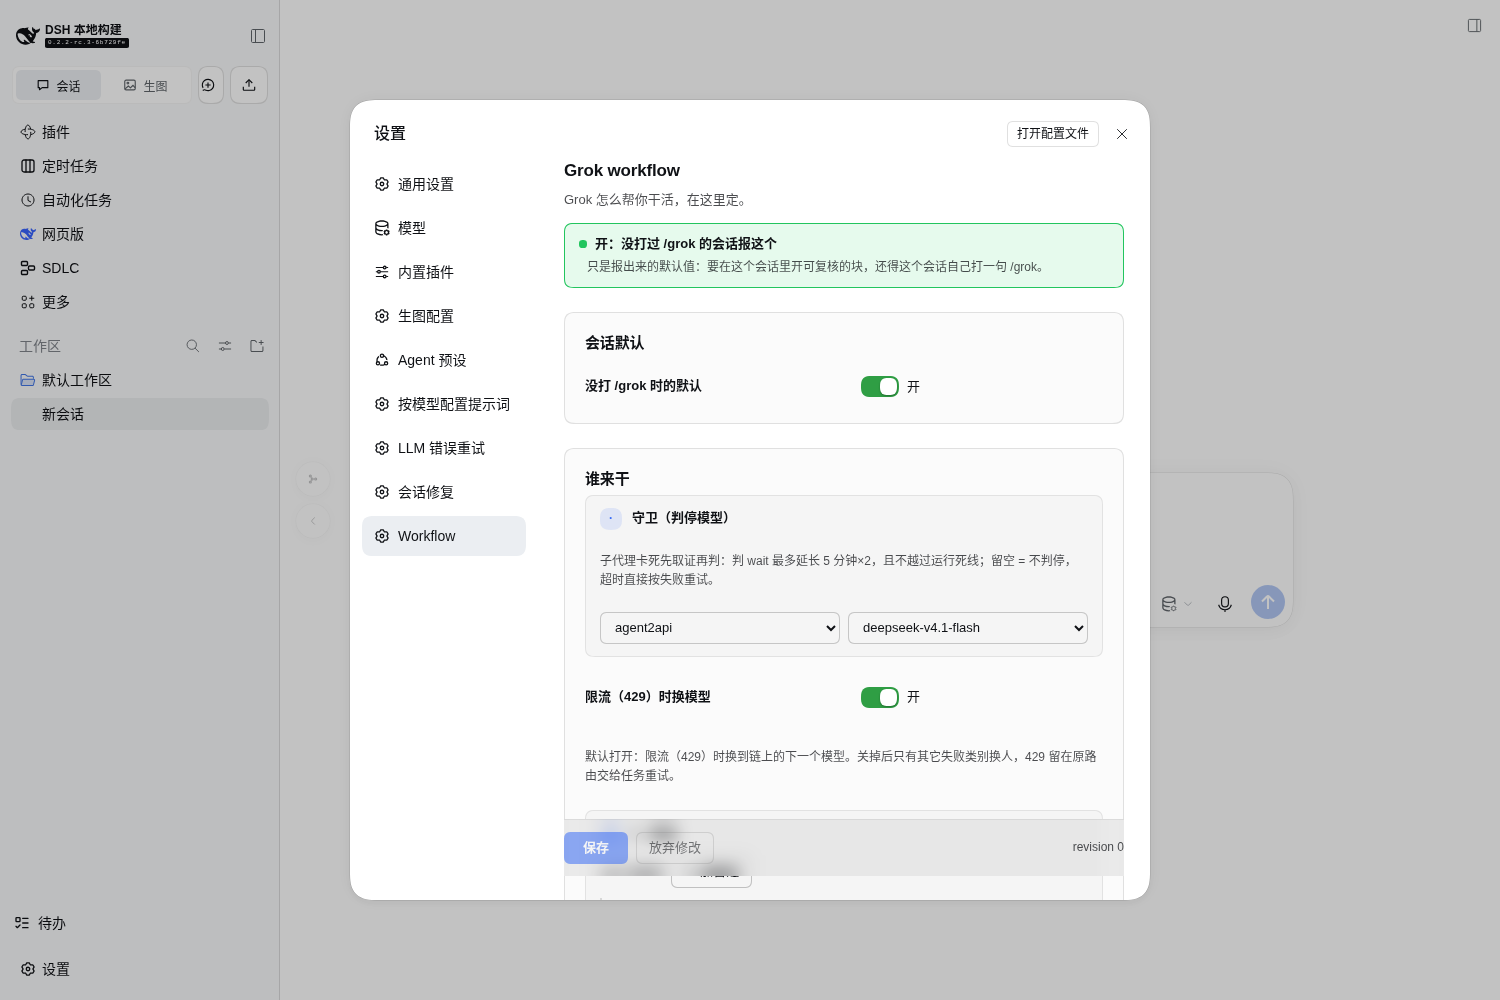 DSH 本地构建
0.2.2-rc.3-6b729fe
会话
生图
插件
定时任务
自动化任务
网页版
SDLC
更多
工作区
默认工作区
新会话
待办
设置
设置
打开配置文件
通用设置
模型
内置插件
生图配置
Agent 预设
按模型配置提示词
LLM 错误重试
会话修复
Workflow
Grok workflow
Grok 怎么帮你干活，在这里定。
开：没打过 /grok 的会话报这个
只是报出来的默认值：要在这个会话里开可复核的块，还得这个会话自己打一句 /grok。
会话默认
没打 /grok 时的默认
开
谁来干
守卫（判停模型）
子代理卡死先取证再判：判 wait 最多延长 5 分钟×2，且不越过运行死线；留空 = 不判停，
超时直接按失败重试。
agent2api
deepseek-v4.1-flash
限流（429）时换模型
开
默认打开：限流（429）时换到链上的下一个模型。关掉后只有其它失败类别换人，429 留在原路
由交给任务重试。
保存
放弃修改
revision 0